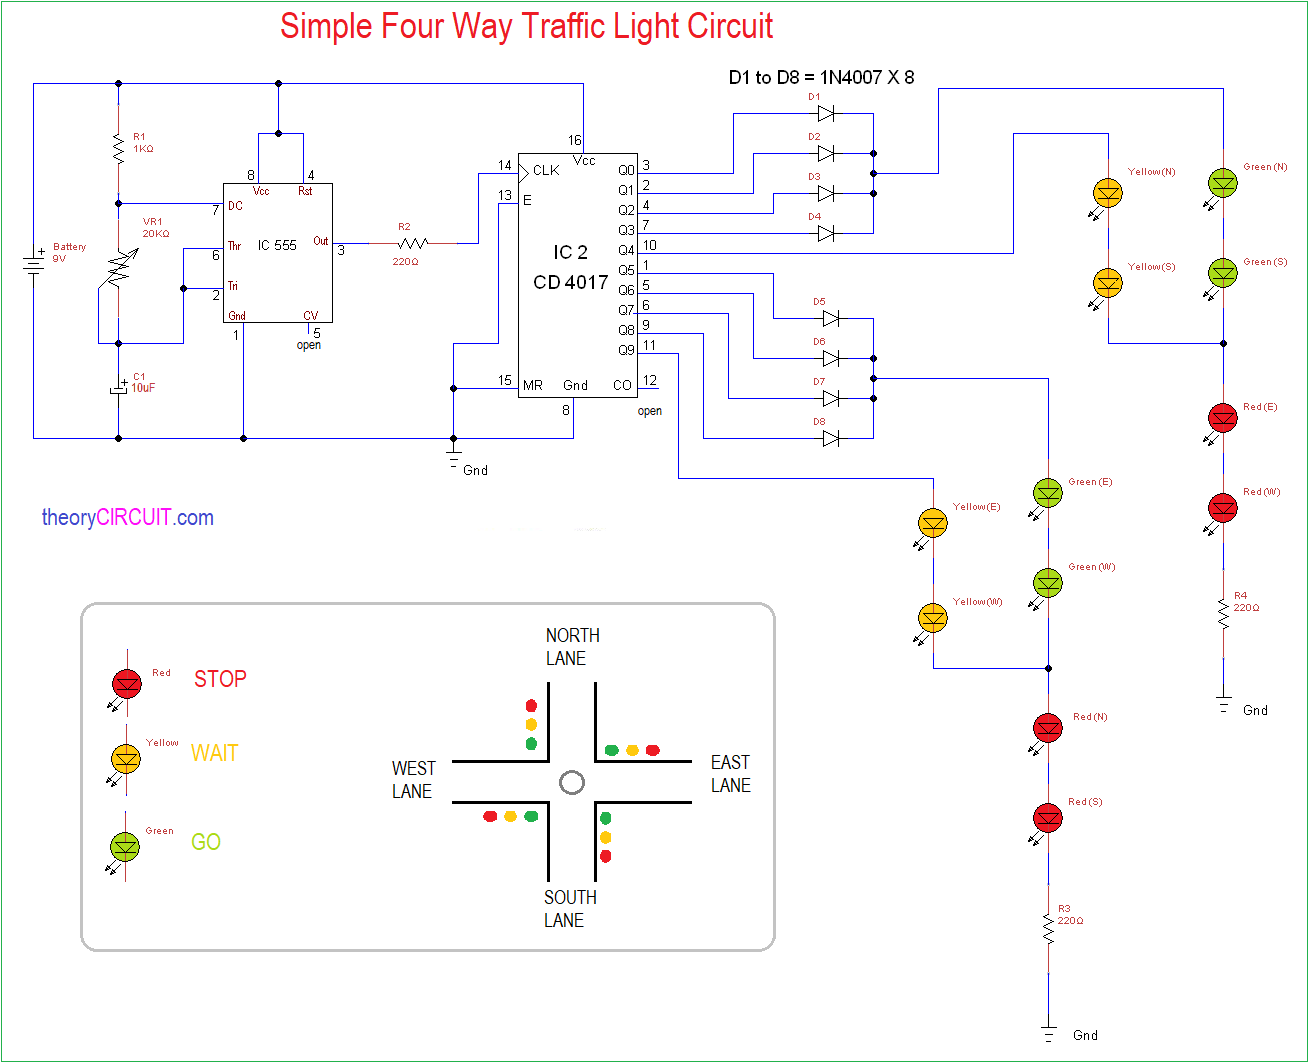 Simple Four Way Traffic Light Circuit
D1 to D8 = 1N4007 X 8
R1
1KΩ
VR1
20KΩ
Battery
9V
+
C1
+
10uF
8
4
Vcc
Rst
7
DC
Thr
6
Tri
2
IC 555
Out
3
Gnd
CV
1
5
open
R2
220Ω
16
Vcc
14
CLK
13
E
IC 2
CD 4017
15
MR
Gnd
CO
12
8
open
Q0
3
Q1
2
Q2
4
Q3
7
Q4
10
Q5
1
Q6
5
Q7
6
Q8
9
Q9
11
Gnd
D1
D2
D3
D4
D5
D6
D7
D8
Yellow(N)
Green(N)
Yellow(S)
Green(S)
Red(E)
Red(W)
R4
220Ω
Gnd
Yellow(E)
Green(E)
Yellow(W)
Green(W)
Red(N)
Red(S)
R3
220Ω
Gnd
theoryCIRCUIT.com
Red
STOP
Yellow
WAIT
Green
GO
NORTH
LANE
WEST
LANE
EAST
LANE
SOUTH
LANE